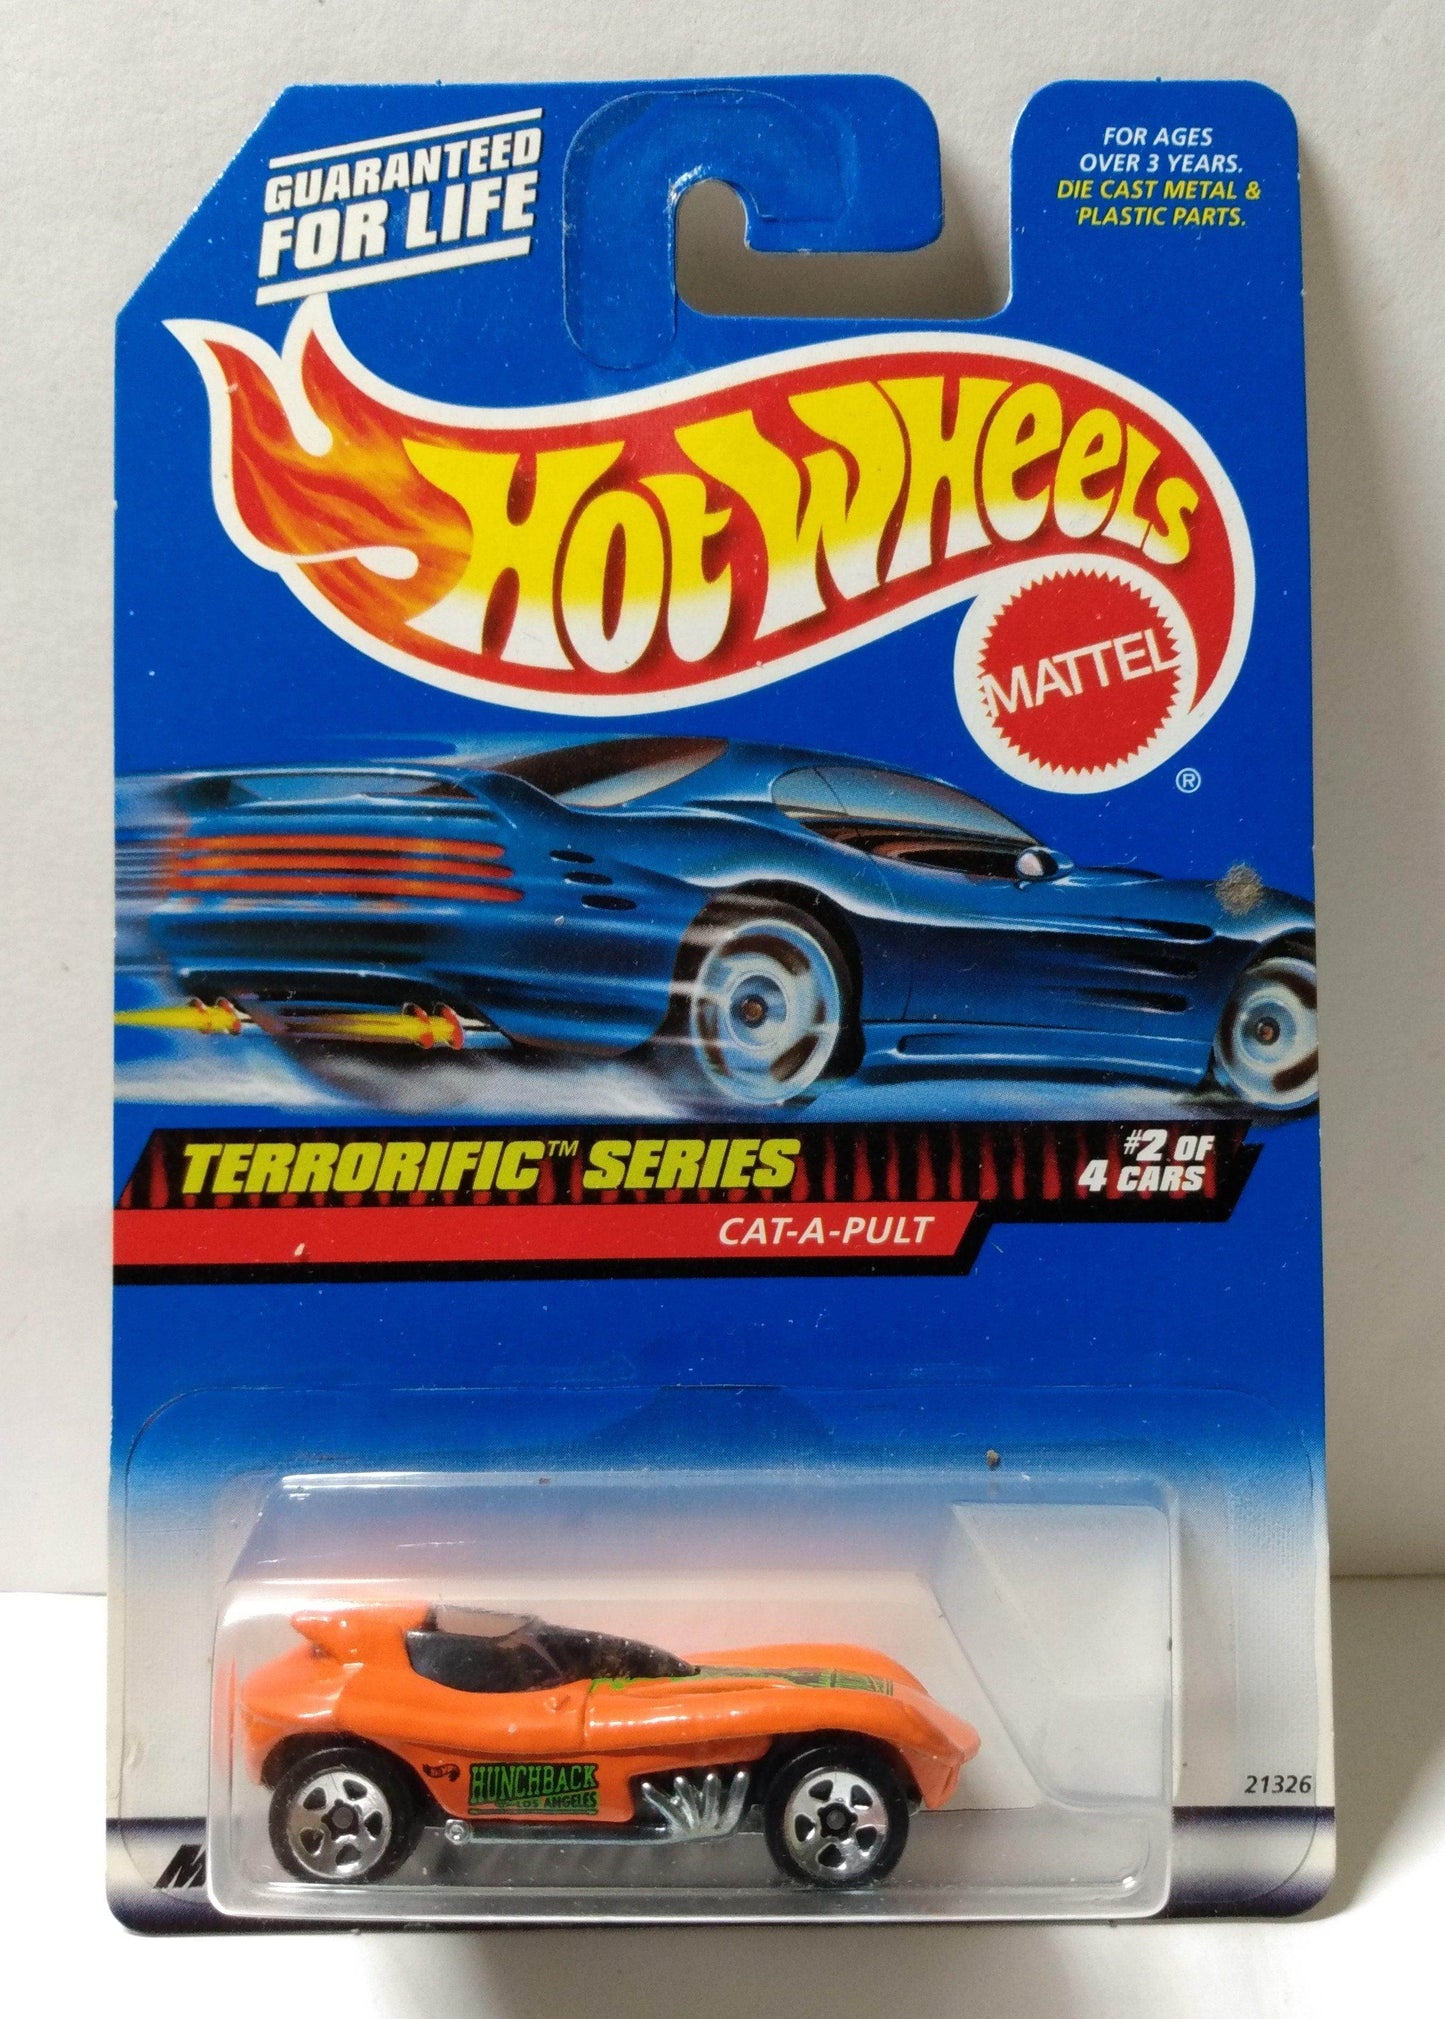 GUARANTEED
FOR LIFE
FOR AGES
OVER 3 YEARS.
DIE CAST METAL &
PLASTIC PARTS.
HOT WHEELS
MATTEL
®
TERRORIFIC™ SERIES
#2 OF
4 CARS
CAT-A-PULT
HUNCHBACK
LOS ANGELES
21326
M